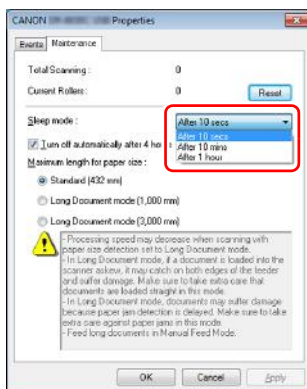 CANON Properties
Events Maintenance
Total Scanning : 0
Current Rollers : 0 Reset
Sleep mode : After 10 secs
After 10 secs
After 10 mins
After 1 hour
Turn off automatically after 4 ho
Maximum length for paper size :
Standard (432 mm)
Long Document mode (1,000 mm)
Long Document mode (3,000 mm)
- Processing speed may decrease when scanning with
paper size detection set to Long Document mode.
- In Long Document mode, if a document is loaded into the
scanner askew, it may catch on both edges of the feeder
and suffer damage. Make sure to take extra care that
documents are loaded straight in this mode.
- In Long Document mode, documents may suffer damage
because paper jam detection is delayed. Make sure to take
extra care against paper jams in this mode.
- Feed long documents in Manual Feed Mode.
OK Cancel Apply